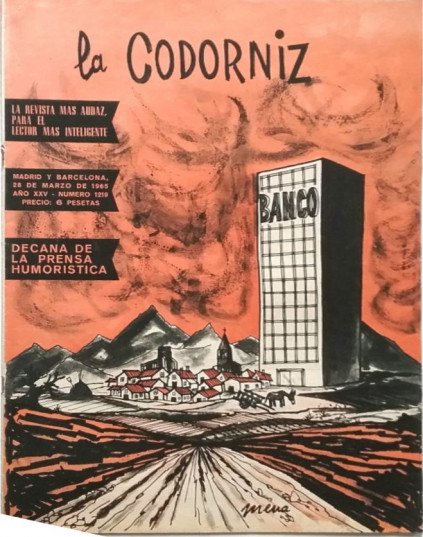 la CODORNiZ
LA REVISTA MAS AUDAZ,
PARA EL
LECTOR MAS INTELIGENTE
MADRID Y BARCELONA,
28 DE MARZO DE 1965
AÑO XXV - NUMERO 1219
PRECIO: 6 PESETAS
DECANA DE
LA PRENSA
HUMORISTICA
BANCO
mena
65